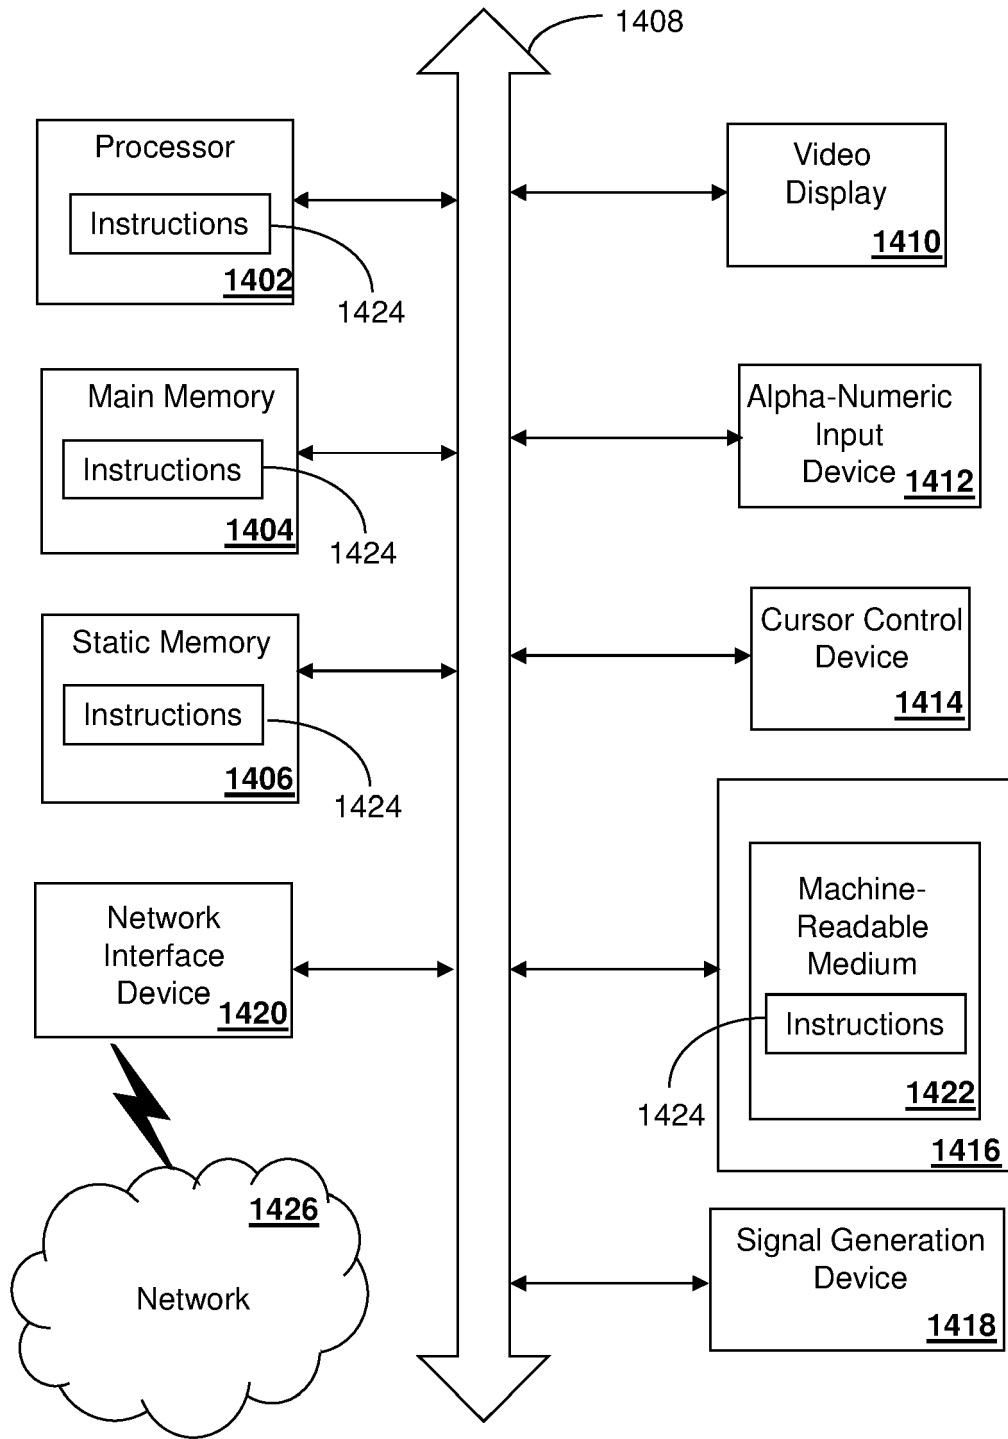 1408
Processor
Instructions
1402
1424
Main Memory
Instructions
1404
1424
Static Memory
Instructions
1406
1424
Network
Interface
Device
1420
1426
Network
Video
Display
1410
Alpha-Numeric
Input
Device
1412
Cursor Control
Device
1414
Machine-
Readable
Medium
Instructions
1424
1422
1416
Signal Generation
Device
1418